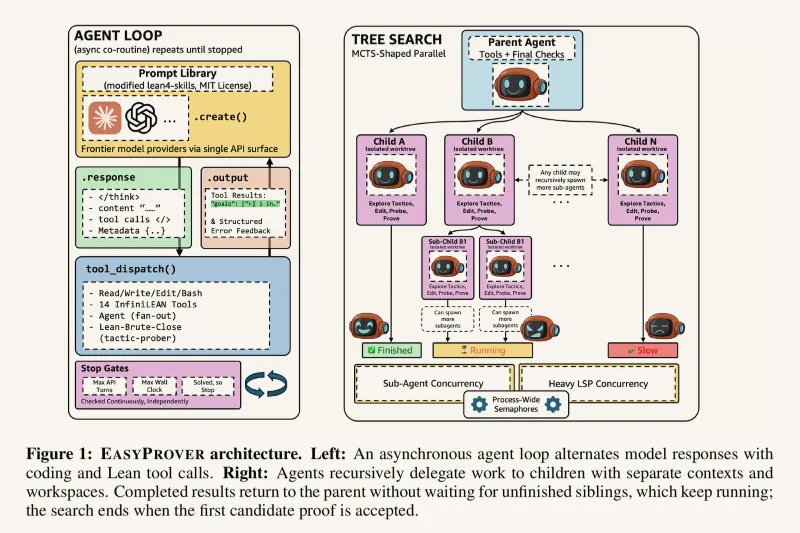 AGENT LOOP
(async co-routine) repeats until stopped
Prompt Library
(modified lean4-skills, MIT License)
...
.create()
Frontier model providers via single API surface
.response
- </think>
- content “……”
- tool calls </>
- Metadata {..}
.output
Tool Results:
& Structured
Error Feedback
tool_dispatch()
- Read/Write/Edit/Bash
- 14 InfiniLEAN Tools
- Agent (fan-out)
- Lean-Brute-Close
(tactic-prober)
Stop Gates
Max API
Turns
Max Wall
Clock
Solved, so
Stop
Checked Continuously, Independently
TREE SEARCH
MCTS-Shaped Parallel
Parent Agent
Tools + Final Checks
Child A
Isolated worktree
Explore Tactics,
Edit, Probe,
Prove
Child B
Isolated worktree
Explore Tactics,
Edit, Probe,
Prove
Any child may
recursively spawn
more sub-agents
...
Child N
Isolated worktree
Explore Tactics,
Edit, Probe,
Prove
Sub-Child B1
Isolated worktree
Explore Tactics,
Edit, Probe, Prove
Sub-Child B1
Isolated worktree
Explore Tactics,
Edit, Probe, Prove
...
Can spawn
more
subagents
Can spawn
more
subagents
Finished
Running
Slow
Sub-Agent Concurrency
Heavy LSP Concurrency
Process-Wide
Semaphores
Figure 1: EASYPROVER architecture. Left: An asynchronous agent loop alternates model responses with
coding and Lean tool calls. Right: Agents recursively delegate work to children with separate contexts and
workspaces. Completed results return to the parent without waiting for unfinished siblings, which keep running;
the search ends when the first candidate proof is accepted.